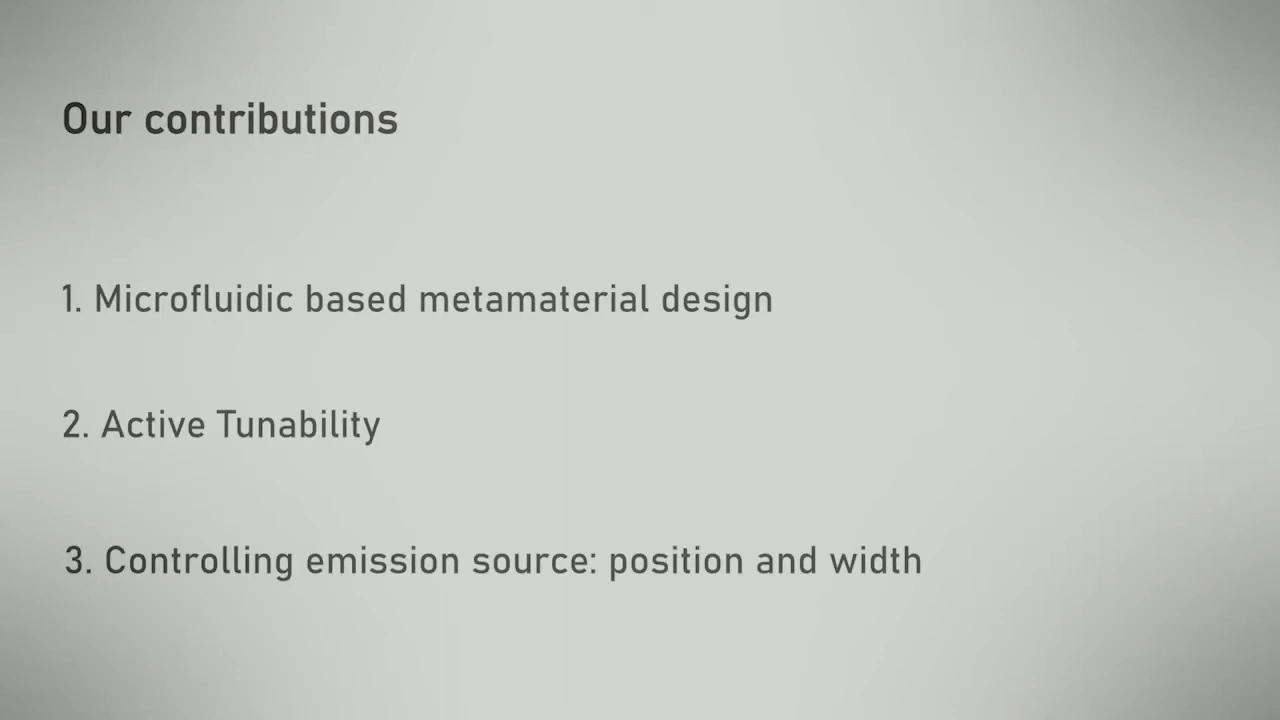 Our contributions
1. Microfluidic based metamaterial design
2. Active Tunability
3. Controlling emission source: position and width